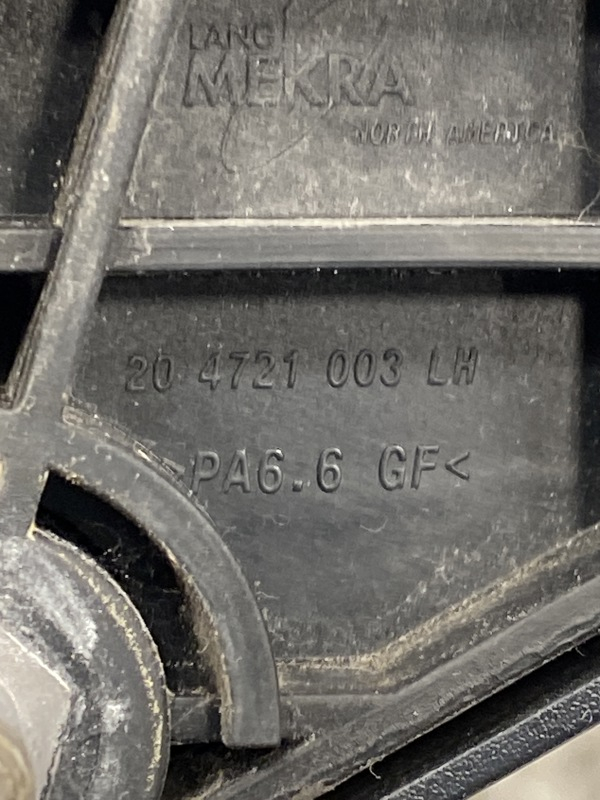 LANG
MEKRA
NORTH AMERICA
20 4721 003 LH
>PA6.6 GF<